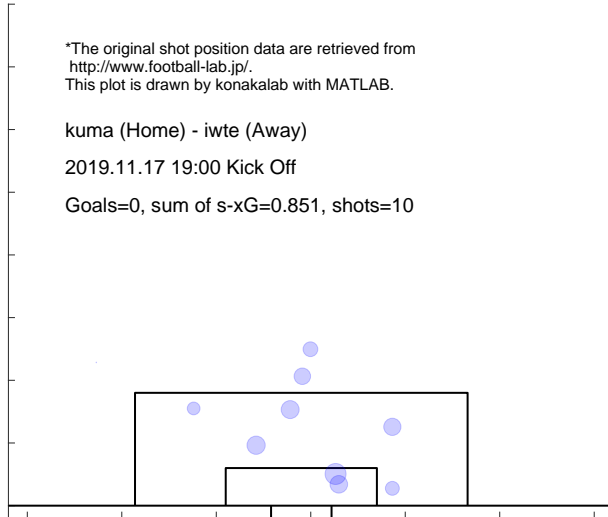 *The original shot position data are retrieved from
http://www.football-lab.jp/.
This plot is drawn by konakalab with MATLAB.
kuma (Home) - iwte (Away)
2019.11.17 19:00 Kick Off
Goals=0, sum of s-xG=0.851, shots=10